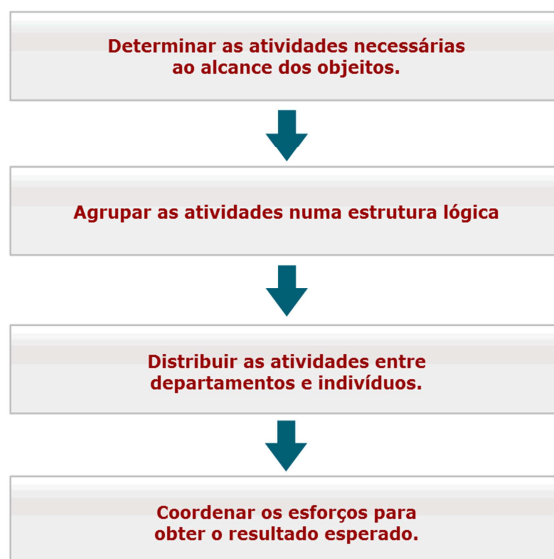 Determinar as atividades necessárias
ao alcance dos objeitos.
Agrupar as atividades numa estrutura lógica
Distribuir as atividades entre
departamentos e indivíduos.
Coordenar os esforços para
obter o resultado esperado.